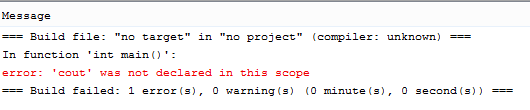 Message
=== Build file: "no target" in "no project" (compiler: unknown) ===
In function 'int main()':
error: 'cout' was not declared in this scope
=== Build failed: 1 error(s), 0 warning(s) (0 minute(s), 0 second(s)) ===